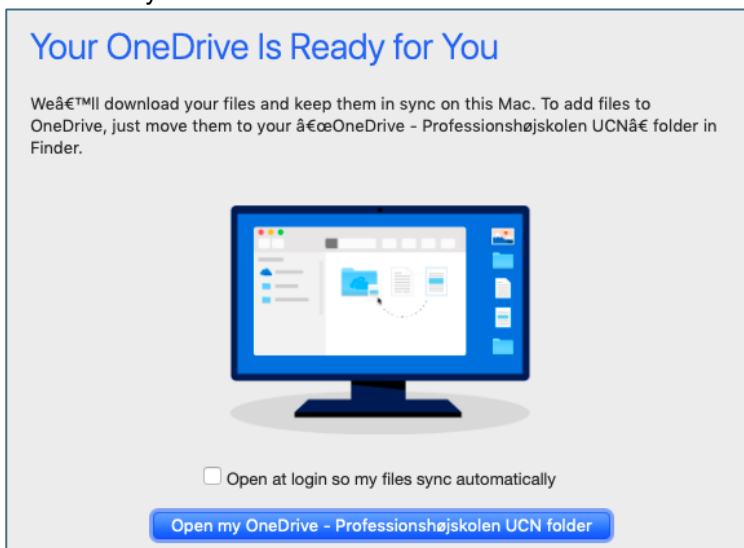 Your OneDrive Is Ready for You
Weâ€™ll download your files and keep them in sync on this Mac. To add files to
OneDrive, just move them to your â€œOneDrive - Professionshøjskolen UCNâ€ folder in
Finder.
Open at login so my files sync automatically
Open my OneDrive - Professionshøjskolen UCN folder